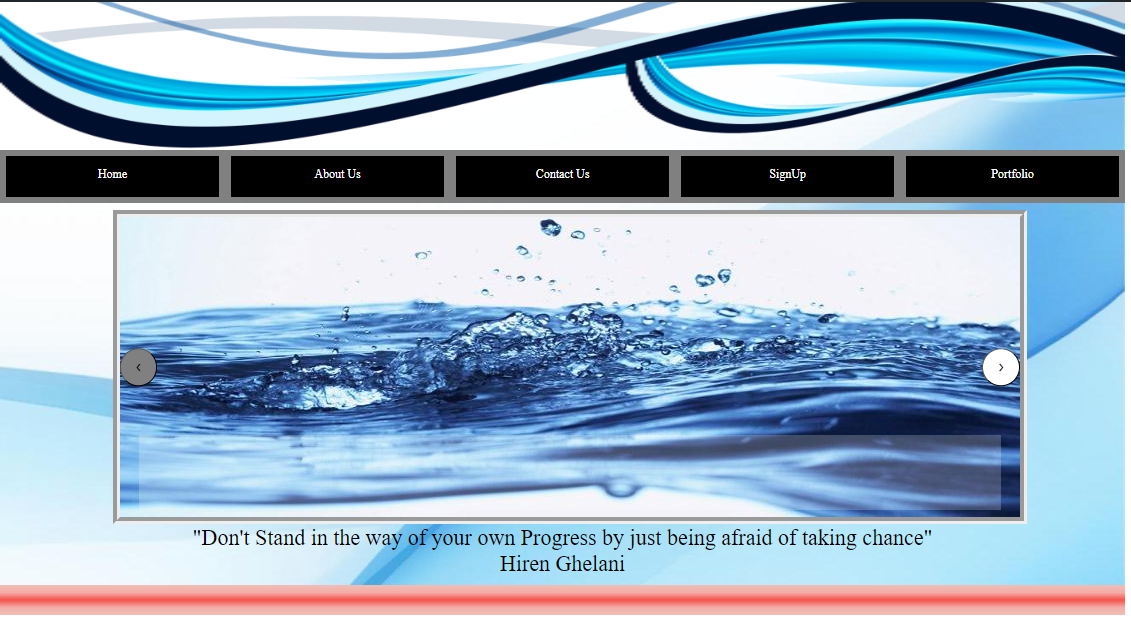 Home
About Us
Contact Us
SignUp
Portfolio
‹
›
"Don't Stand in the way of your own Progress by just being afraid of taking chance"
Hiren Ghelani